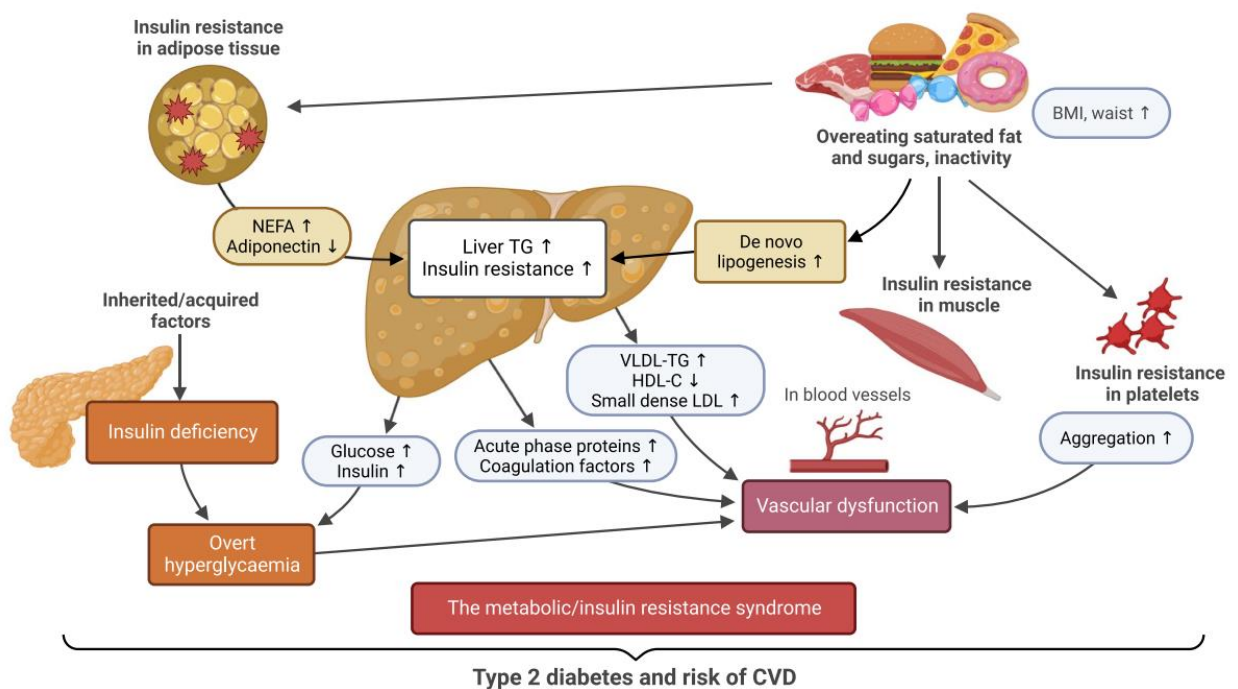 Insulin resistance
in adipose tissue
BMI, waist ↑
Overeating saturated fat
and sugars, inactivity
NEFA ↑
Adiponectin ↓
Liver TG ↑
Insulin resistance ↑
De novo
lipogenesis ↑
Insulin resistance
in muscle
Inherited/acquired
factors
VLDL-TG ↑
HDL-C ↓
Small dense LDL ↑
Insulin resistance
in platelets
In blood vessels
Insulin deficiency
Glucose ↑
Insulin ↑
Acute phase proteins ↑
Coagulation factors ↑
Aggregation ↑
Vascular dysfunction
Overt
hyperglycaemia
The metabolic/insulin resistance syndrome
Type 2 diabetes and risk of CVD